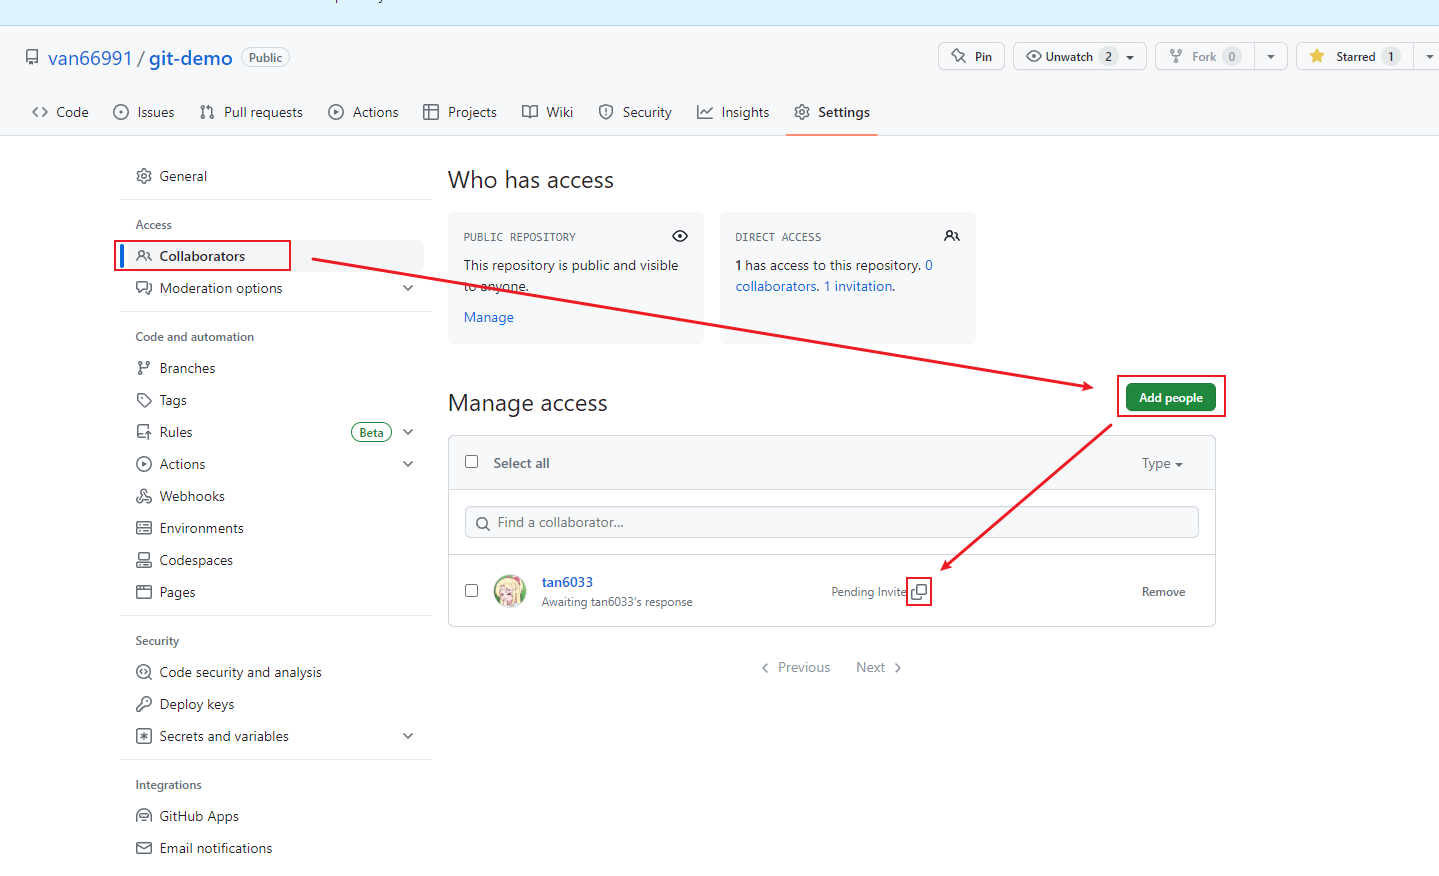 van66991 / git-demo Public
Pin
Unwatch 2
Fork 0
Starred 1
Code
Issues
Pull requests
Actions
Projects
Wiki
Security
Insights
Settings
General
Access
Collaborators
Moderation options
Code and automation
Branches
Tags
Rules Beta
Actions
Webhooks
Environments
Codespaces
Pages
Security
Code security and analysis
Deploy keys
Secrets and variables
Integrations
GitHub Apps
Email notifications
Who has access
PUBLIC REPOSITORY
This repository is public and visible
to anyone.
Manage
DIRECT ACCESS
1 has access to this repository. 0
collaborators. 1 invitation.
Manage access
Add people
Select all
Type
Find a collaborator...
tan6033
Awaiting tan6033's response
Pending Invite
Remove
Previous
Next